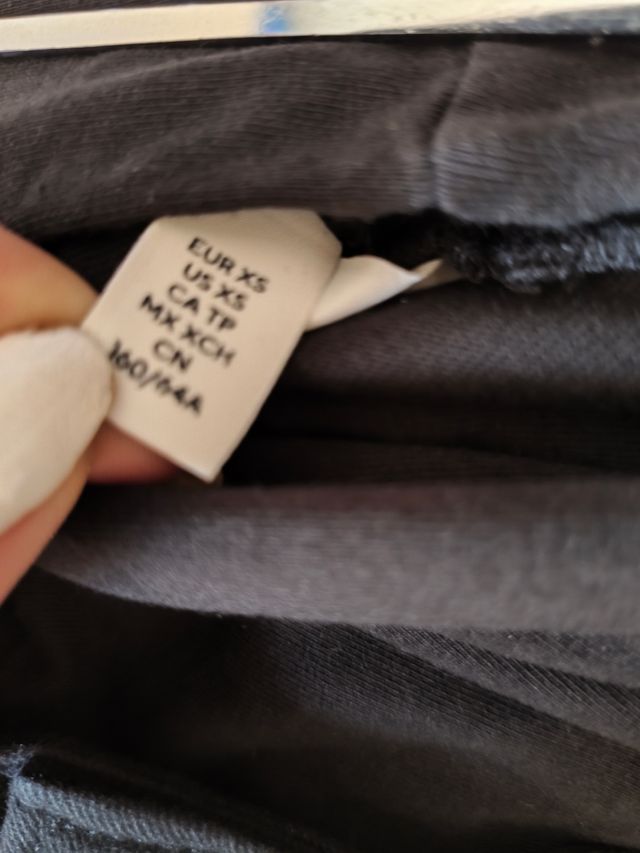 EUR XS
US XS
CA TP
MX XCH
CN
160/64A